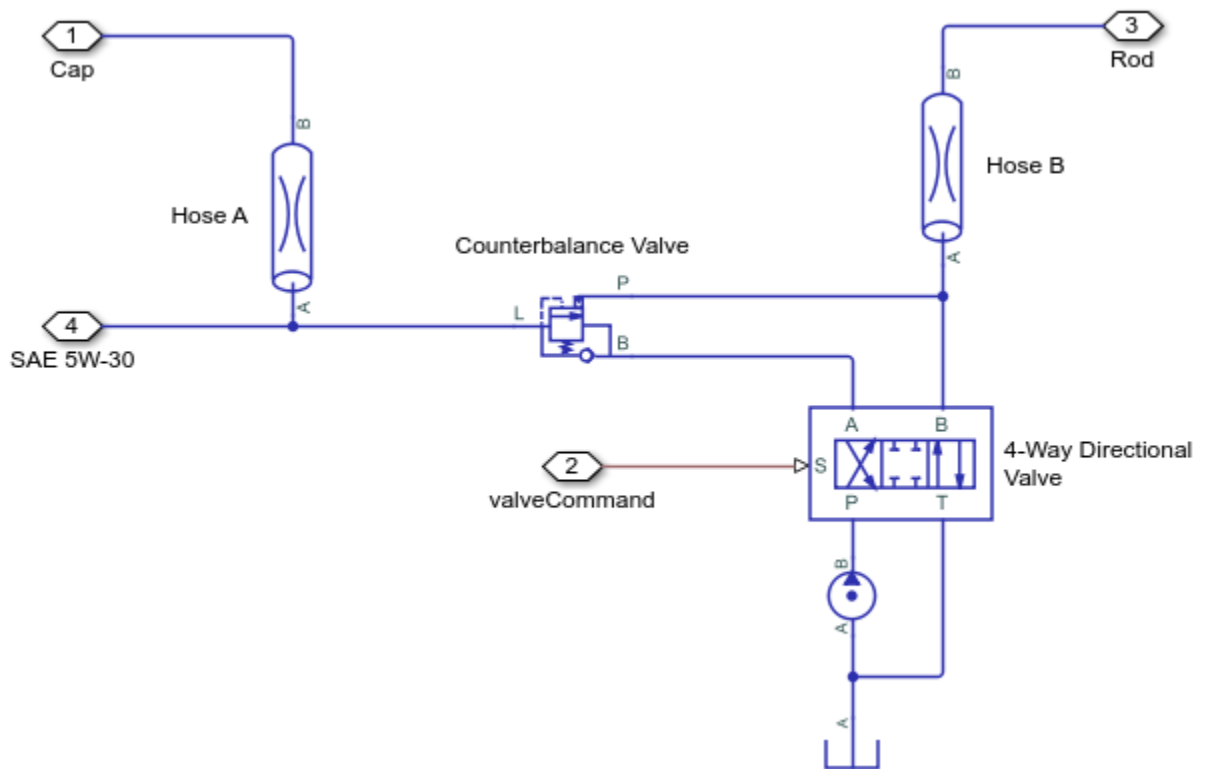 1
Cap
3
Rod
B
B
Hose A
Hose B
Counterbalance Valve
A
A
P
4
SAE 5W-30
L
B
A
B
4-Way Directional
Valve
2
valveCommand
S
P
T
B
A
A